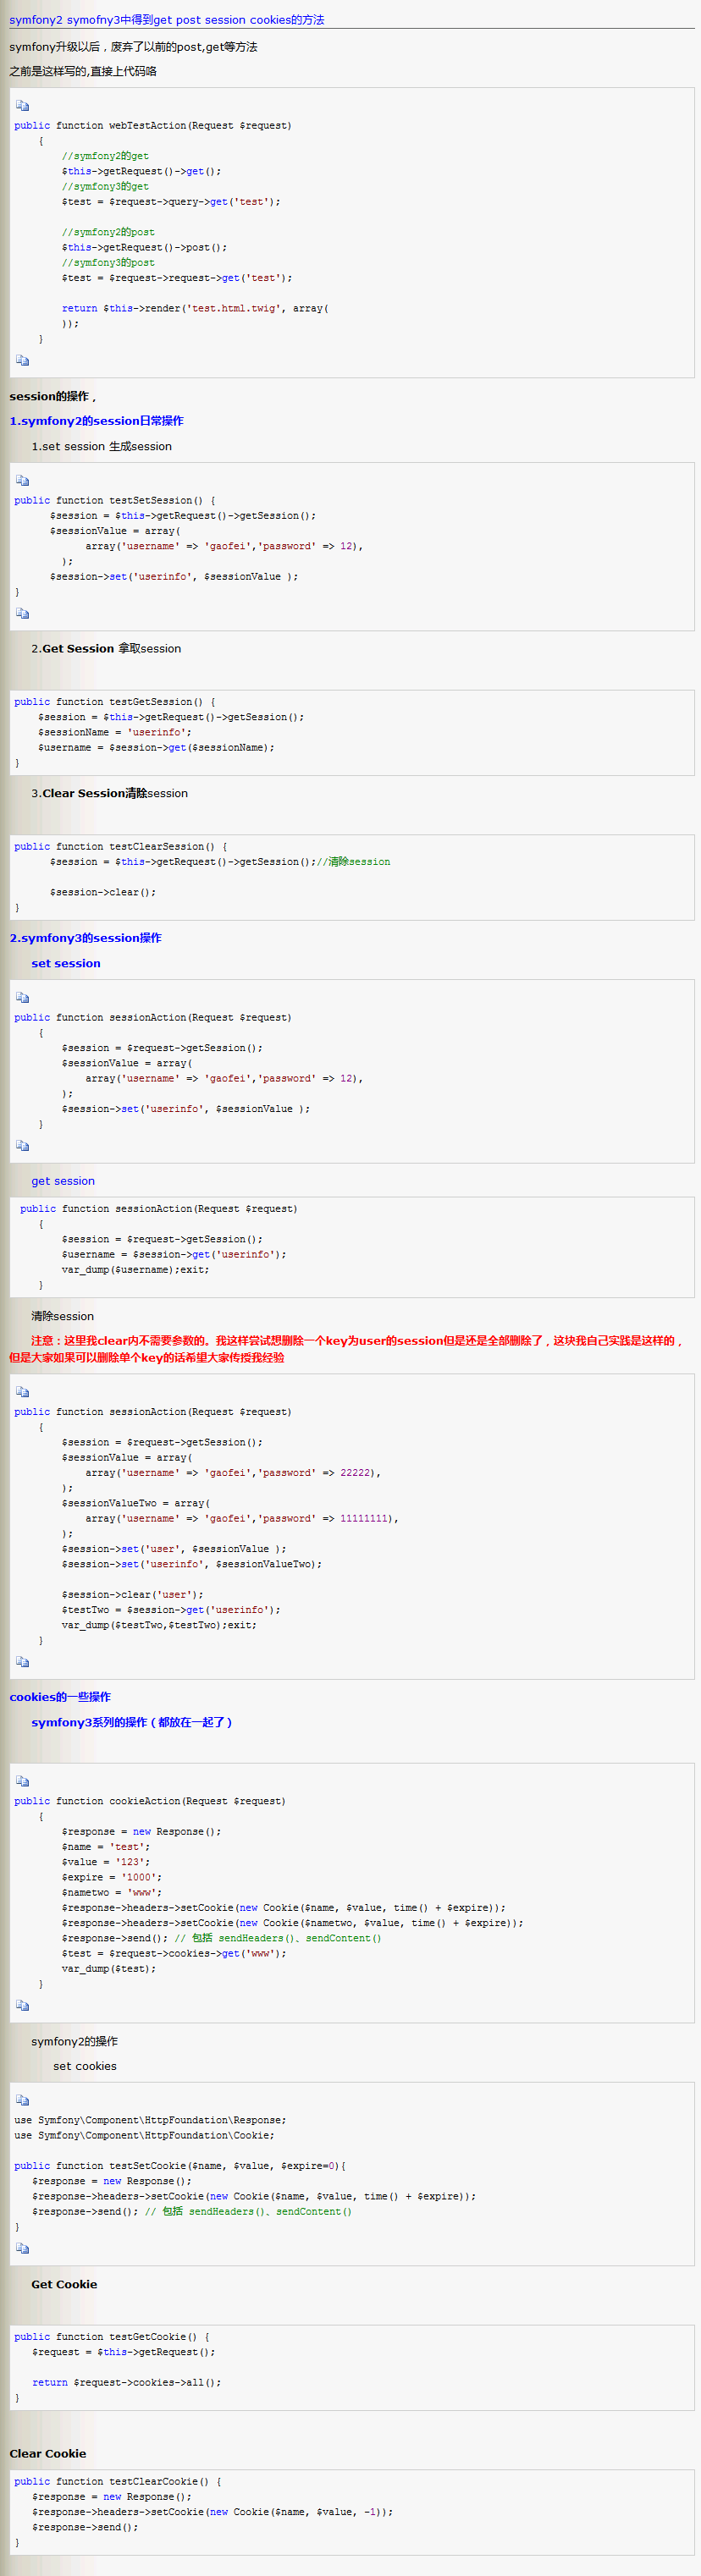 symfony2 symofny3中得到get post session cookies的方法
symfony升级以后，废弃了以前的post,get等方法
之前是这样写的,直接上代码咯
public function webTestAction(Request $request)
    {
        //symfony2的get
        $this->getRequest()->get();
        //symfony3的get
        $test = $request->query->get('test');

        //symfony2的post
        $this->getRequest()->post();
        //symfony3的post
        $test = $request->request->get('test');

        return $this->render('test.html.twig', array(
        ));
    }
session的操作，
1.symfony2的session日常操作
1.set session 生成session
public function testSetSession() {
      $session = $this->getRequest()->getSession();
      $sessionValue = array(
            array('username' => 'gaofei','password' => 12),
        );
      $session->set('userinfo', $sessionValue );
}
2.Get Session 拿取session
public function testGetSession() {
    $session = $this->getRequest()->getSession();
    $sessionName = 'userinfo';
    $username = $session->get($sessionName);
}
3.Clear Session清除session
public function testClearSession() {
      $session = $this->getRequest()->getSession();//清除session

      $session->clear();
}
2.symfony3的session操作
set session
public function sessionAction(Request $request)
    {
        $session = $request->getSession();
        $sessionValue = array(
            array('username' => 'gaofei','password' => 12),
        );
        $session->set('userinfo', $sessionValue );
    }
get session
 public function sessionAction(Request $request)
    {
        $session = $request->getSession();
        $username = $session->get('userinfo');
        var_dump($username);exit;
    }
清除session
注意：这里我clear内不需要参数的。我这样尝试想删除一个key为user的session但是还是全部删除了，这块我自己实践是这样的，
但是大家如果可以删除单个key的话希望大家传授我经验
public function sessionAction(Request $request)
    {
        $session = $request->getSession();
        $sessionValue = array(
            array('username' => 'gaofei','password' => 22222),
        );
        $sessionValueTwo = array(
            array('username' => 'gaofei','password' => 11111111),
        );
        $session->set('user', $sessionValue );
        $session->set('userinfo', $sessionValueTwo);

        $session->clear('user');
        $testTwo = $session->get('userinfo');
        var_dump($testTwo,$testTwo);exit;
    }
cookies的一些操作
symfony3系列的操作（都放在一起了）
public function cookieAction(Request $request)
    {
        $response = new Response();
        $name = 'test';
        $value = '123';
        $expire = '1000';
        $nametwo = 'www';
        $response->headers->setCookie(new Cookie($name, $value, time() + $expire));
        $response->headers->setCookie(new Cookie($nametwo, $value, time() + $expire));
        $response->send(); // 包括 sendHeaders()、sendContent()
        $test = $request->cookies->get('www');
        var_dump($test);
    }
symfony2的操作
set cookies
use Symfony\Component\HttpFoundation\Response;
use Symfony\Component\HttpFoundation\Cookie;

public function testSetCookie($name, $value, $expire=0){
   $response = new Response();
   $response->headers->setCookie(new Cookie($name, $value, time() + $expire));
   $response->send(); // 包括 sendHeaders()、sendContent()
}
Get Cookie
public function testGetCookie() {
   $request = $this->getRequest();

   return $request->cookies->all();
}
Clear Cookie
public function testClearCookie() {
   $response = new Response();
   $response->headers->setCookie(new Cookie($name, $value, -1));
   $response->send();
}